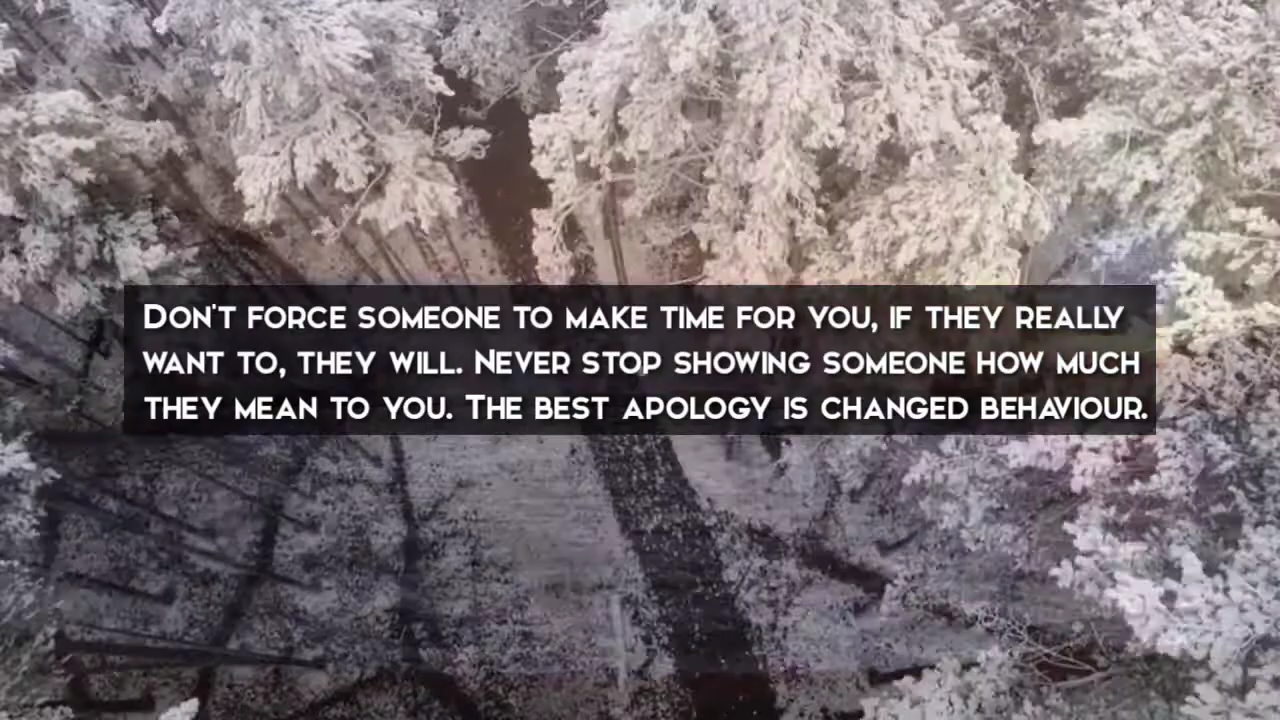 Don't force someone to make time for you, if they really
want to, they will. Never stop showing someone how much
they mean to you. The best apology is changed behaviour.